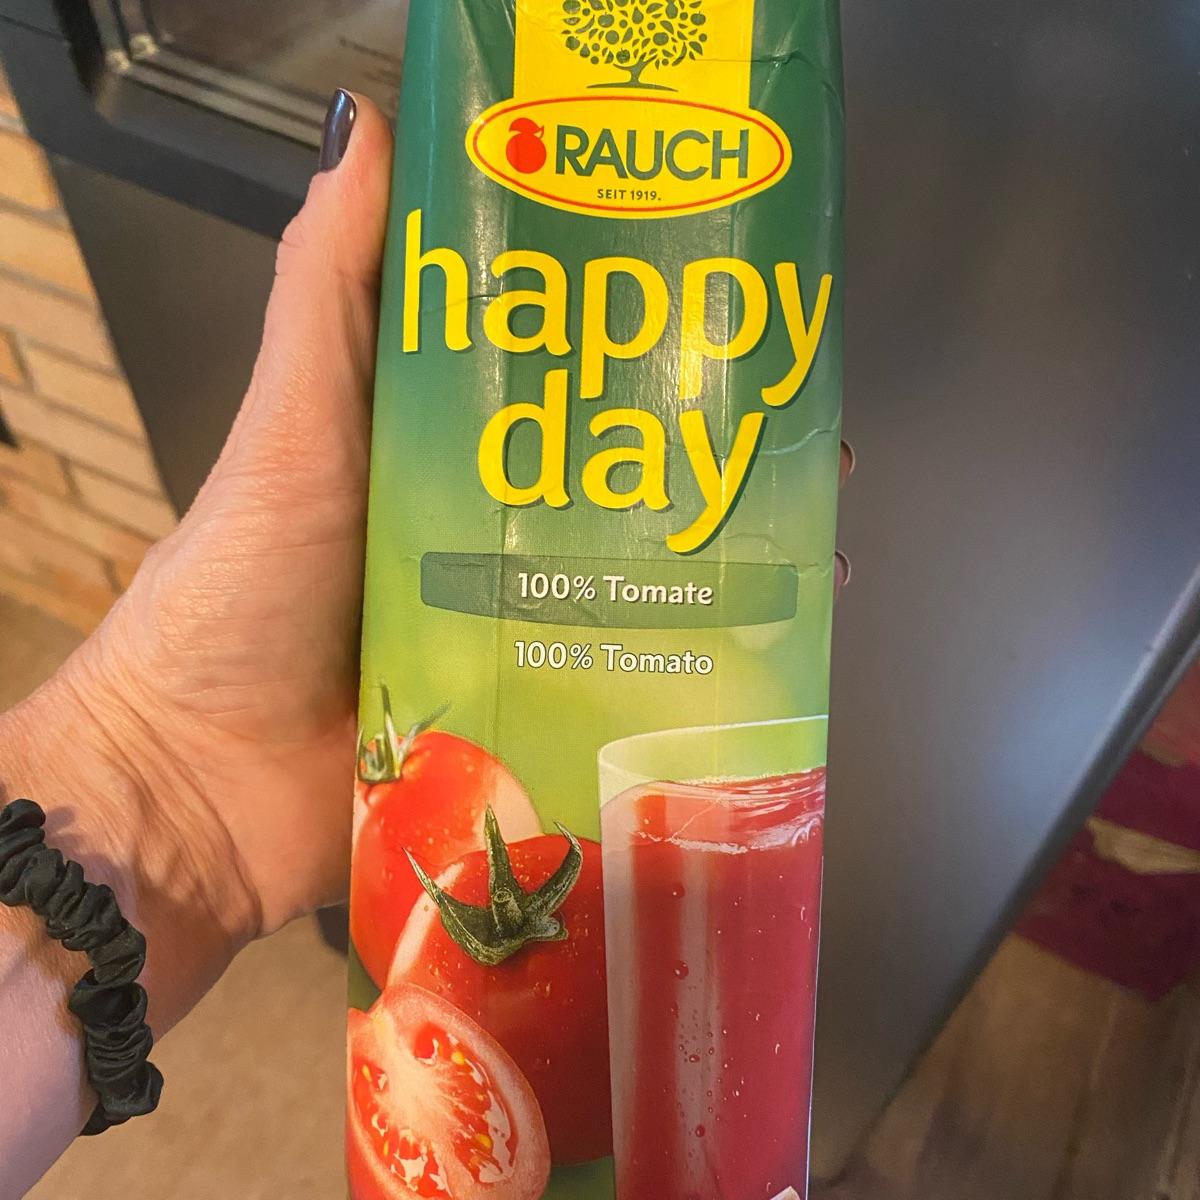 RAUCH
SEIT 1919.
happy
day
100% Tomate
100% Tomato